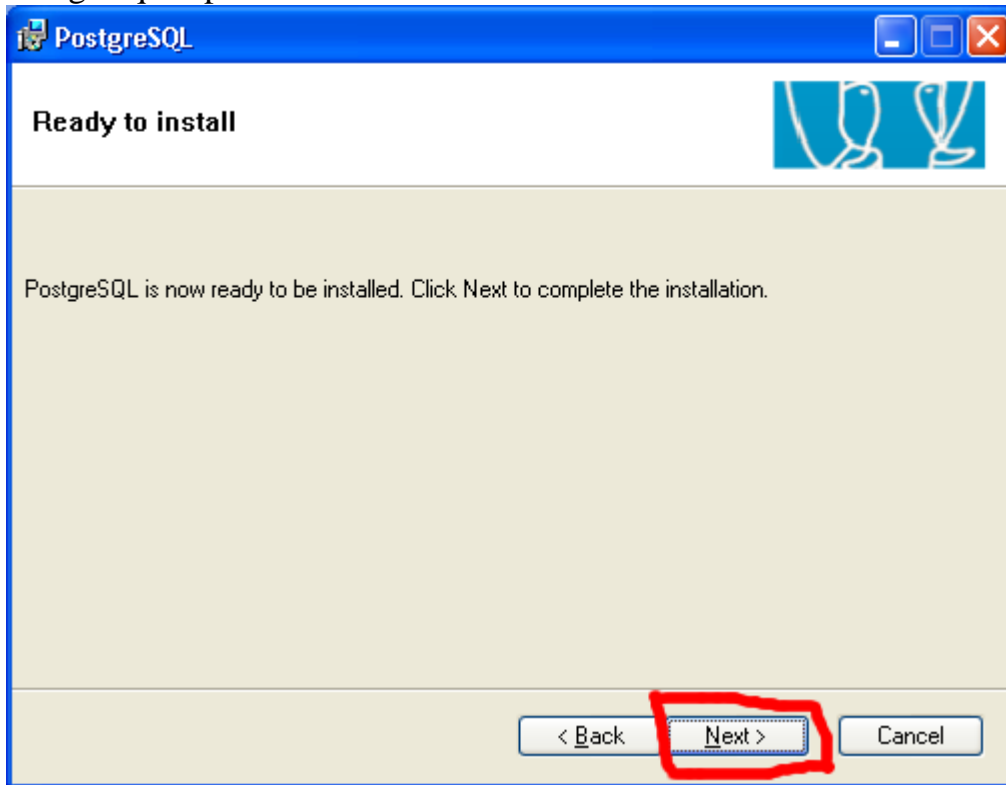 PostgreSQL
Ready to install
PostgreSQL is now ready to be installed. Click Next to complete the installation.
< Back Next > Cancel